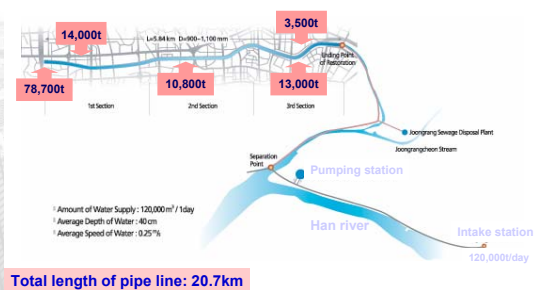 3,500t
14,000t
L=5.84 km D=900~1,100 mm
Ending Point
of Restoration
78,700t
10,800t
13,000t
1st Section
2nd Section
3rd Section
Joongrang Sewage Disposal Plant
Joongrangcheon Stream
Separation
Point
Pumping station
Amount of Water Supply : 120,000 m³ / 1day
Average Depth of Water : 40 cm
Average Speed of Water : 0.25 m/s
Han river
Intake station
120,000t/day
Total length of pipe line: 20.7km